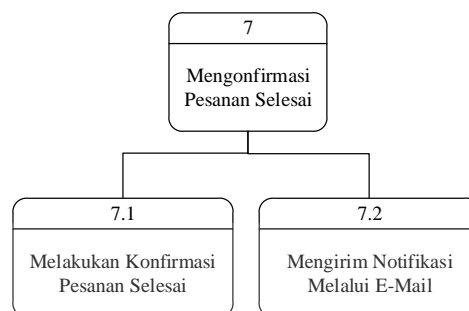 7
Mengonfirmasi
Pesanan Selesai
7.1
Melakukan Konfirmasi
Pesanan Selesai
7.2
Mengirim Notifikasi
Melalui E-Mail